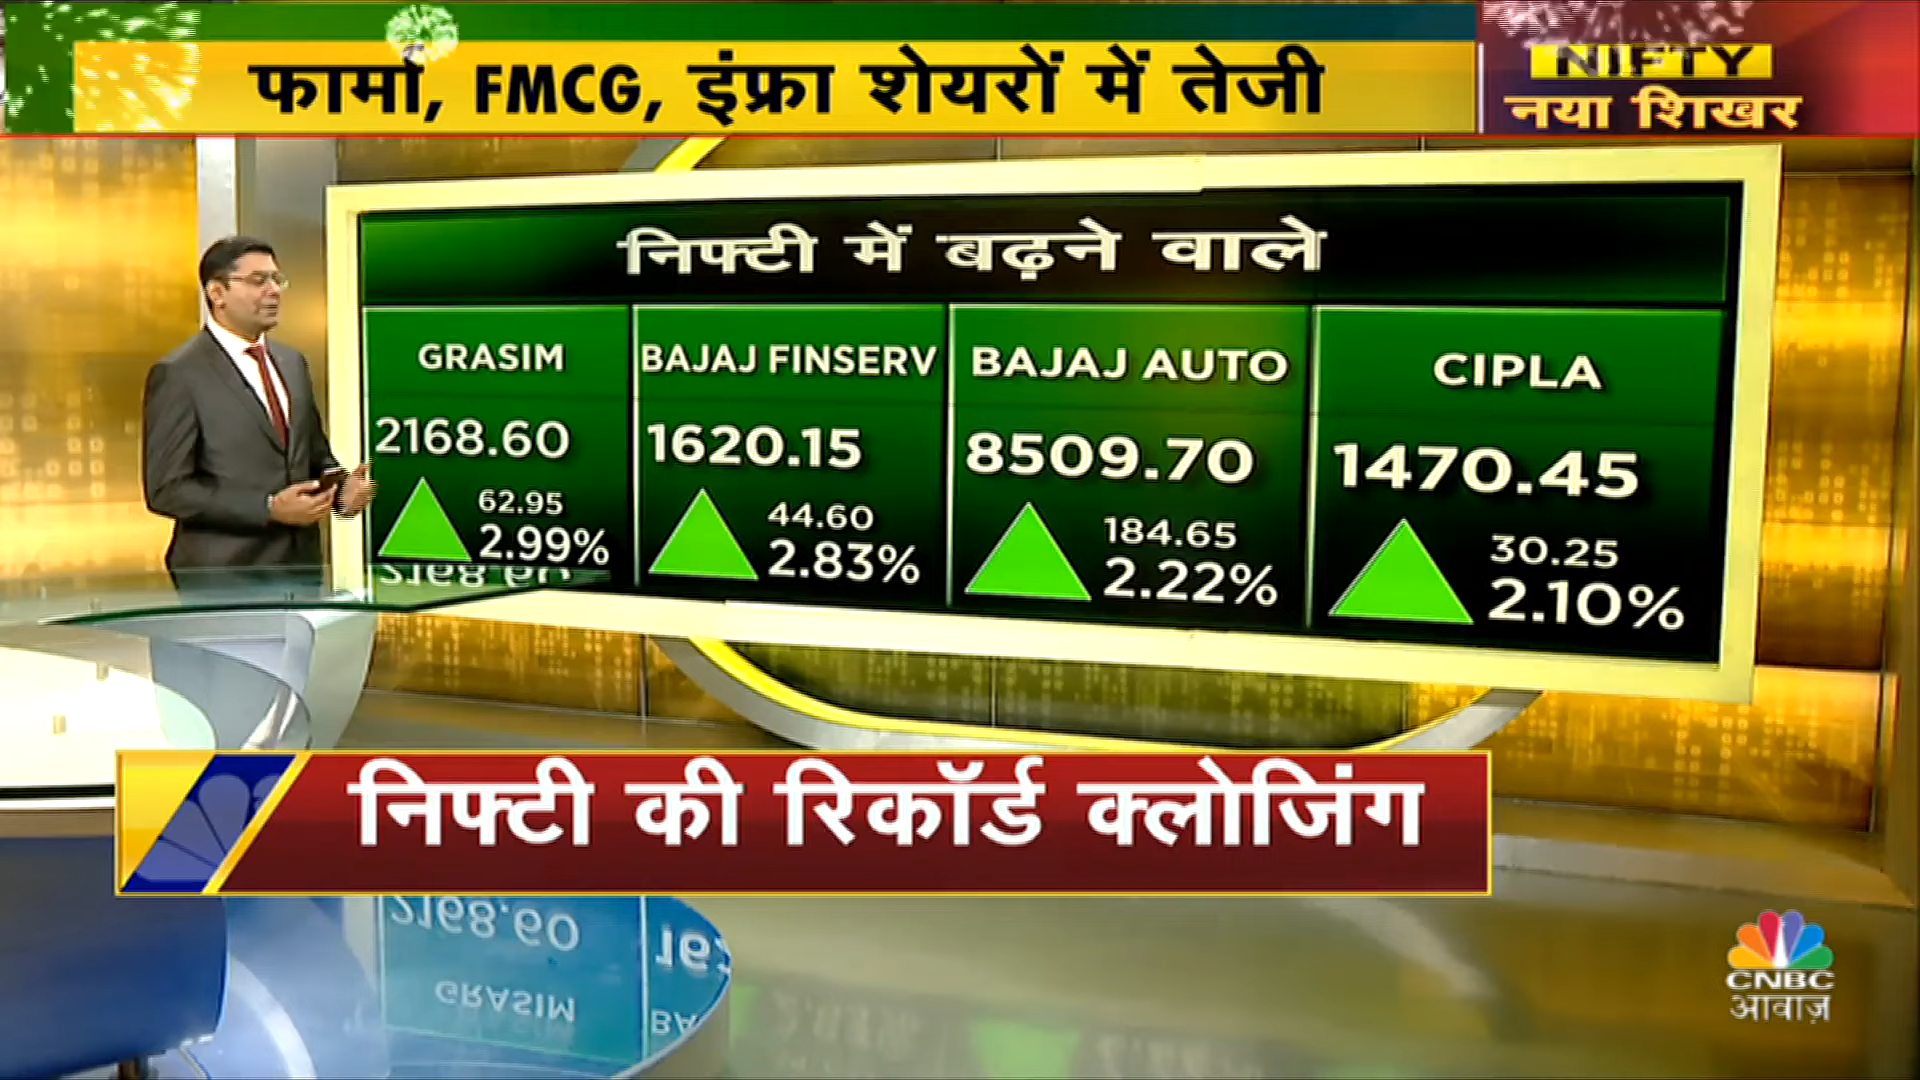 फार्मा, FMCG, इंफ्रा शेयरों में तेजी
NIFTY
नया शिखर
निफ्टी में बढ़ने वाले
GRASIM
2168.60
62.95
2.99%
BAJAJ FINSERV
1620.15
44.60
2.83%
BAJAJ AUTO
8509.70
184.65
2.22%
CIPLA
1470.45
30.25
2.10%
निफ्टी की रिकॉर्ड क्लोजिंग
CNBC
आवाज़